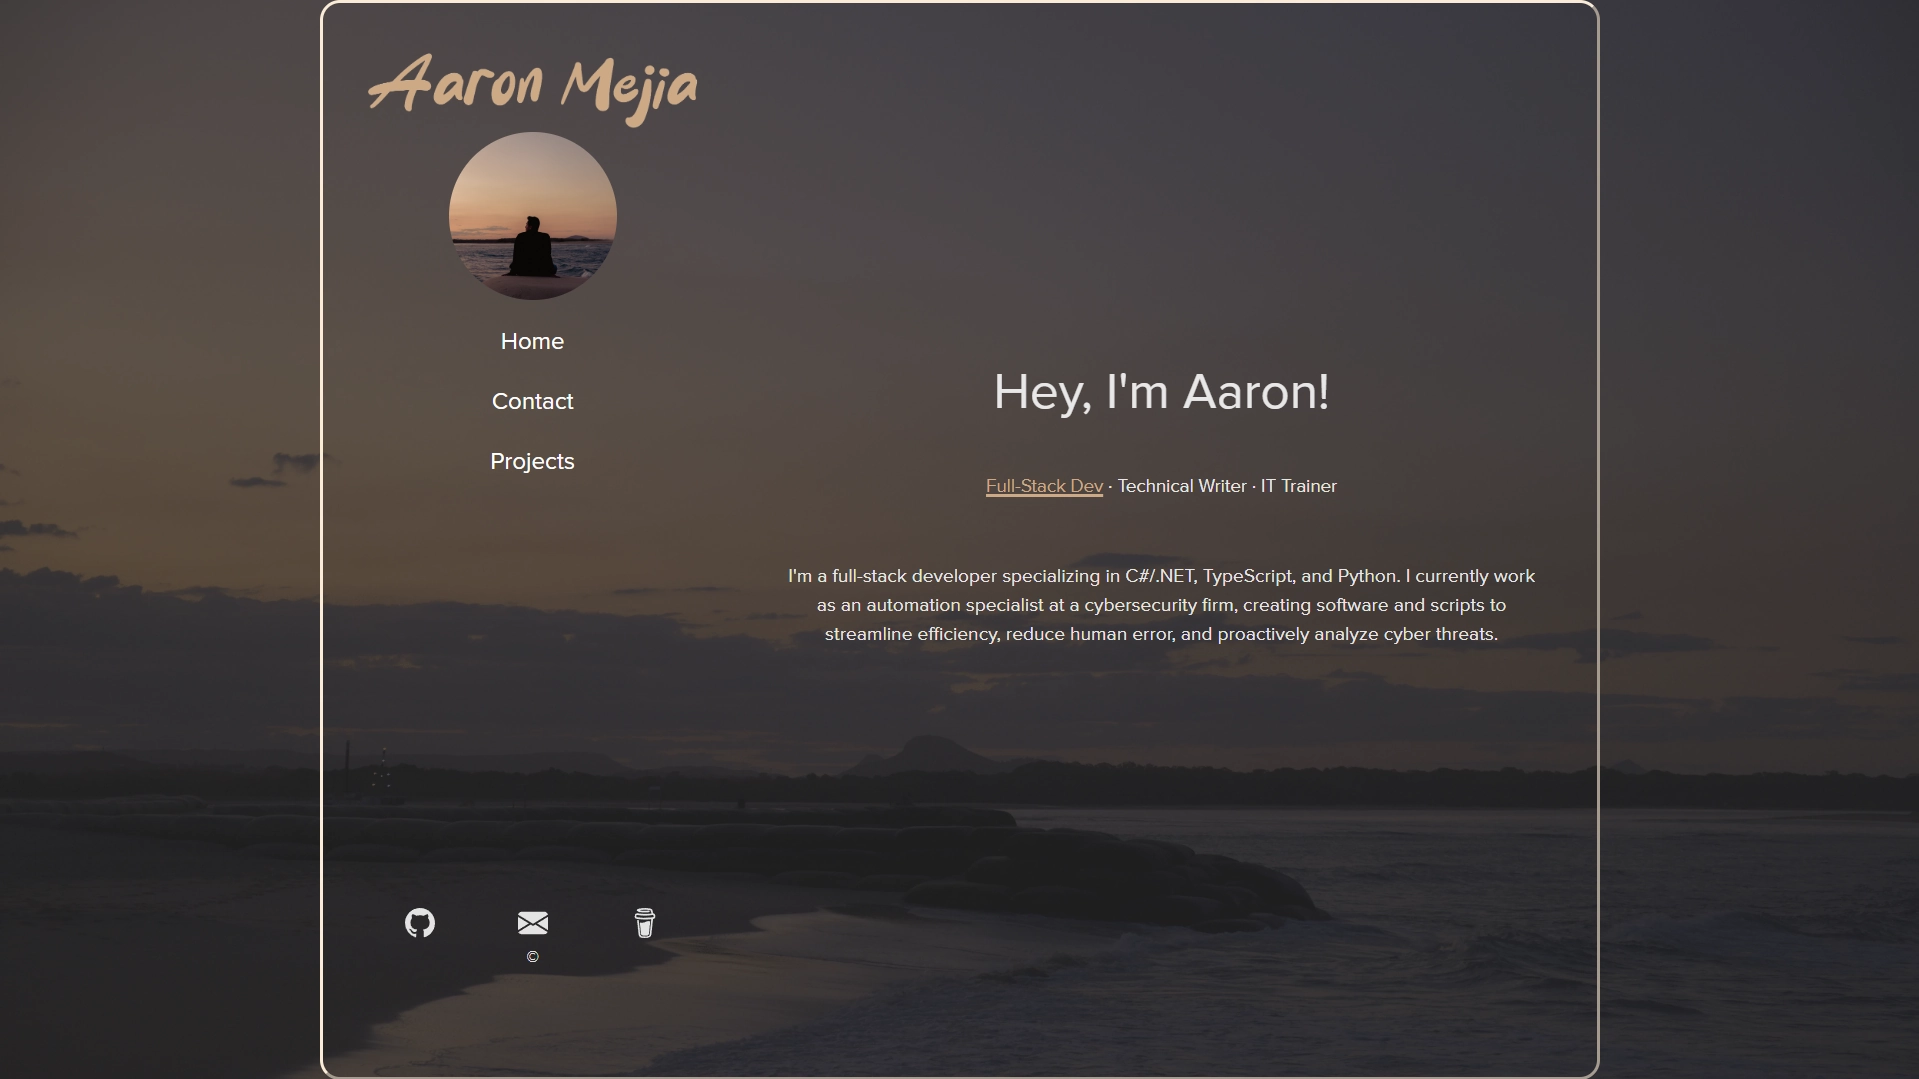 Aaron Mejia
Home
Contact
Projects
Hey, I'm Aaron!
Full-Stack Dev · Technical Writer · IT Trainer
I'm a full-stack developer specializing in C#/.NET, TypeScript, and Python. I currently work
as an automation specialist at a cybersecurity firm, creating software and scripts to
streamline efficiency, reduce human error, and proactively analyze cyber threats.
©